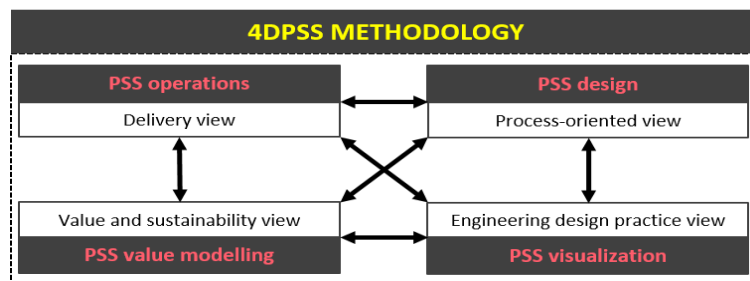 4DPSS METHODOLOGY
PSS operations
Delivery view
PSS design
Process-oriented view
Value and sustainability view
PSS value modelling
Engineering design practice view
PSS visualization